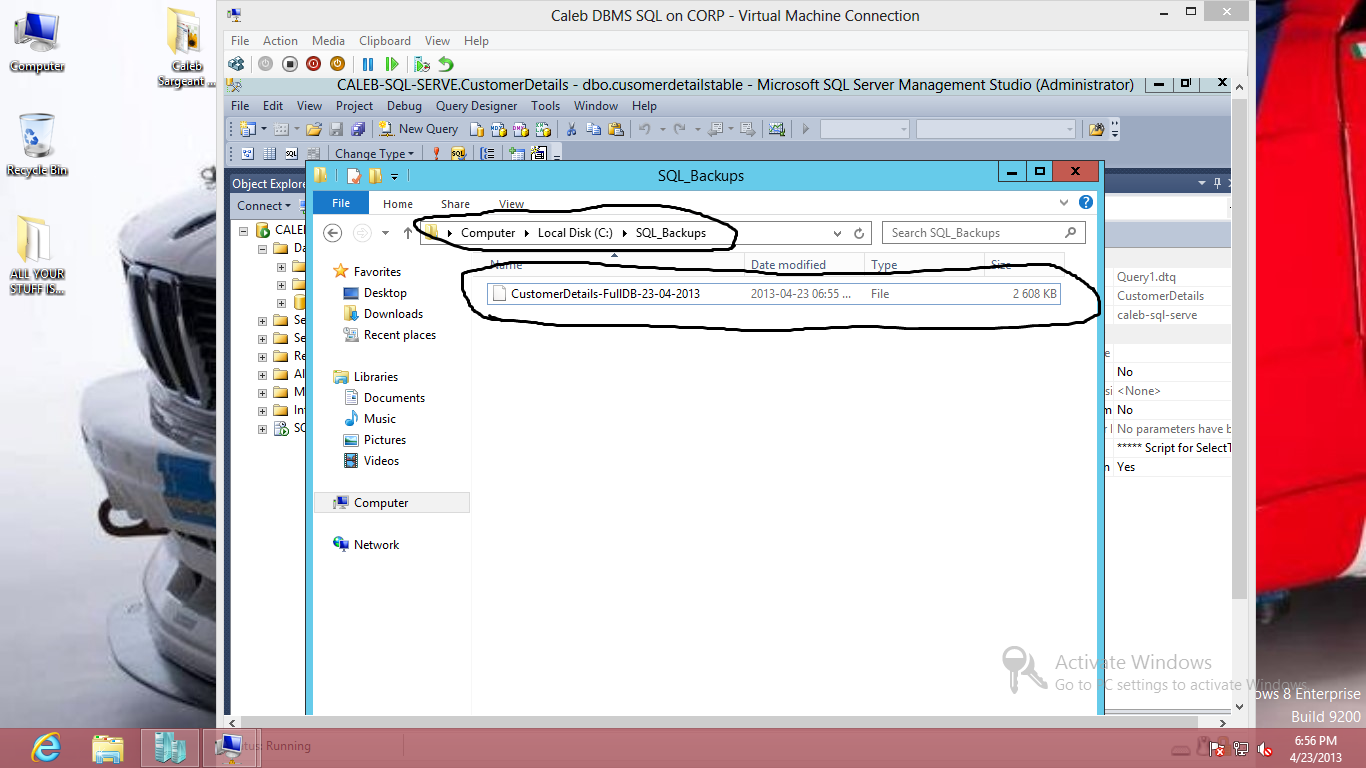 Computer
Caleb
Sargeant ...
Recycle Bin
ALL YOUR
STUFF IS...
Caleb DBMS SQL on CORP - Virtual Machine Connection
File Action Media Clipboard View Help
CALEB-SQL-SERVE.CustomerDetails - dbo.cusomerdetailstable - Microsoft SQL Server Management Studio (Administrator)
File Edit View Project Debug Query Designer Tools Window Help
New Query
Change Type
Object Explore
Connect
CALEB
Da
Se
Se
Re
Al
M
In
SQ
SQL_Backups
File Home Share View
Computer Local Disk (C:) SQL_Backups
Search SQL_Backups
Name Date modified Type Size
CustomerDetails-FullDB-23-04-2013 2013-04-23 06:55 ... File 2 608 KB
Favorites
Desktop
Downloads
Recent places
Libraries
Documents
Music
Pictures
Videos
Computer
Network
Query1.dtq
CustomerDetails
caleb-sql-serve
No
<None>
No
No parameters have b
***** Script for SelectT
Yes
Activate Windows
Go to PC settings to activate Windows.
ows 8 Enterprise
Build 9200
Status: Running
6:56 PM
4/23/2013